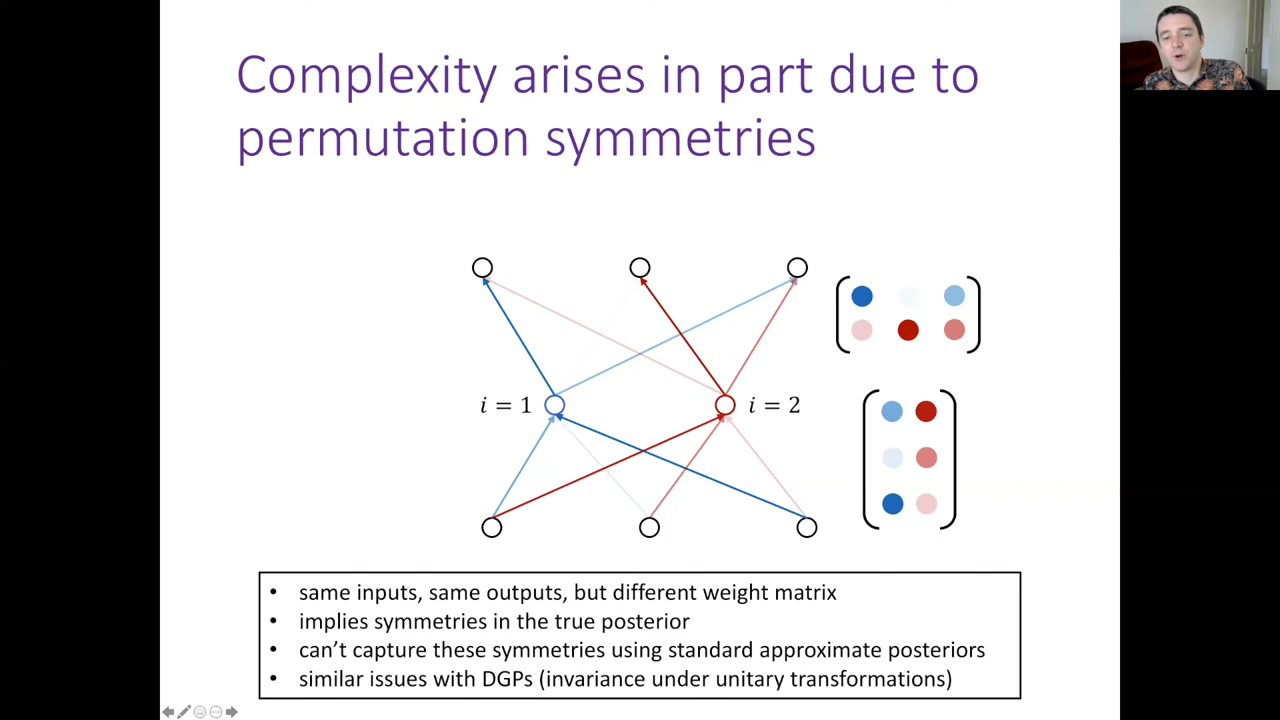 Complexity arises in part due to
permutation symmetries
i = 1
i = 2
• same inputs, same outputs, but different weight matrix
• implies symmetries in the true posterior
• can’t capture these symmetries using standard approximate posteriors
• similar issues with DGPs (invariance under unitary transformations)